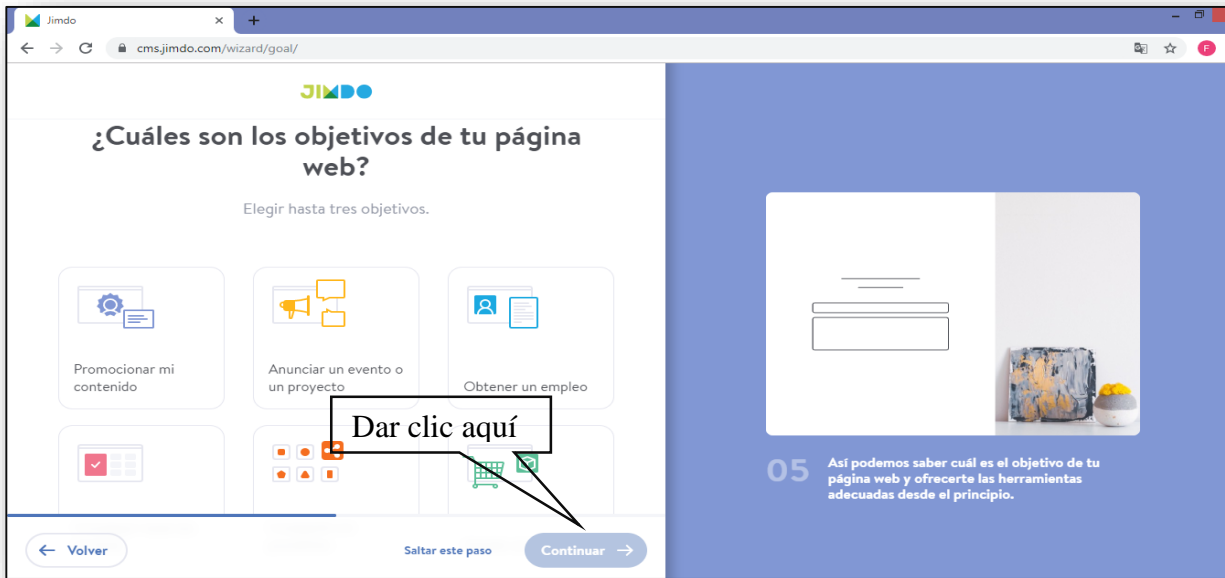 Jimdo
cms.jimdo.com/wizard/goal/
F
JIMDO
¿Cuáles son los objetivos de tu página
web?
Elegir hasta tres objetivos.
Promocionar mi
contenido
Anunciar un evento o
un proyecto
Obtener un empleo
Dar clic aquí
Volver
Saltar este paso
Continuar
05
Así podemos saber cuál es el objetivo de tu
página web y ofrecerte las herramientas
adecuadas desde el principio.